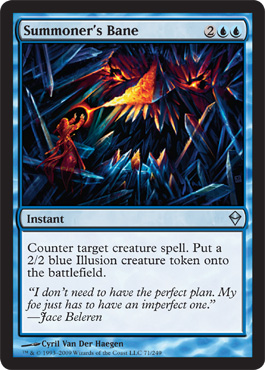 Summoner's Bane 2
Instant
Counter target creature spell. Put a
2/2 blue Illusion creature token onto
the battlefield.
"I don't need to have the perfect plan. My
foe just has to have an imperfect one."
—Jace Beleren
Cyril Van Der Haegen
™ & © 1993–2009 Wizards of the Coast LLC 71/249